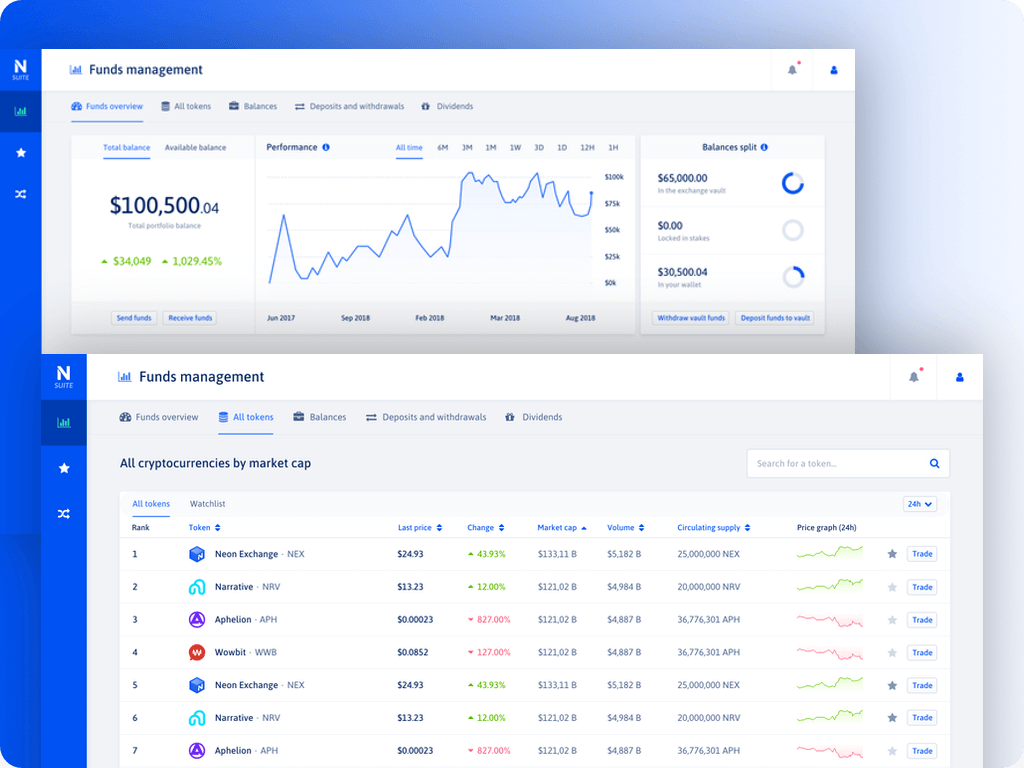 N
SUITE
Funds management
Funds overview All tokens Balances Deposits and withdrawals Dividends
Total balance Available balance
$100,500.04
Total portfolio balance
$34,049 1,029.45%
Send funds Receive funds
Performance All time 6M 3M 1M 1W 3D 1D 12H 1H
$100k
$75k
$50k
$25k
$0k
Jun 2017 Sep 2018 Feb 2018 Mar 2018 Aug 2018
Balances split
$65,000.00
In the exchange vault
$0.00
Locked in stakes
$30,500.04
In your wallet
Withdraw vault funds Deposit funds to vault
N
SUITE
Funds management
Funds overview All tokens Balances Deposits and withdrawals Dividends
All cryptocurrencies by market cap
Search for a token...
All tokens Watchlist 24h
Rank Token Last price Change Market cap Volume Circulating supply Price graph (24h)
1 Neon Exchange - NEX $24.93 43.93% $133,11 B $5,182 B 25,000,000 NEX Trade
2 Narrative - NRV $13.23 12.00% $121,02 B $4,984 B 20,000,000 NRV Trade
3 Aphelion - APH $0.00023 827.00% $121,02 B $4,887 B 36,776,301 APH Trade
4 Wowbit - WWB $0.0852 127.00% $121,02 B $4,887 B 36,776,301 APH Trade
5 Neon Exchange - NEX $24.93 43.93% $133,11 B $5,182 B 25,000,000 NEX Trade
6 Narrative - NRV $13.23 12.00% $121,02 B $4,984 B 20,000,000 NRV Trade
7 Aphelion - APH $0.00023 827.00% $121,02 B $4,887 B 36,776,301 APH Trade